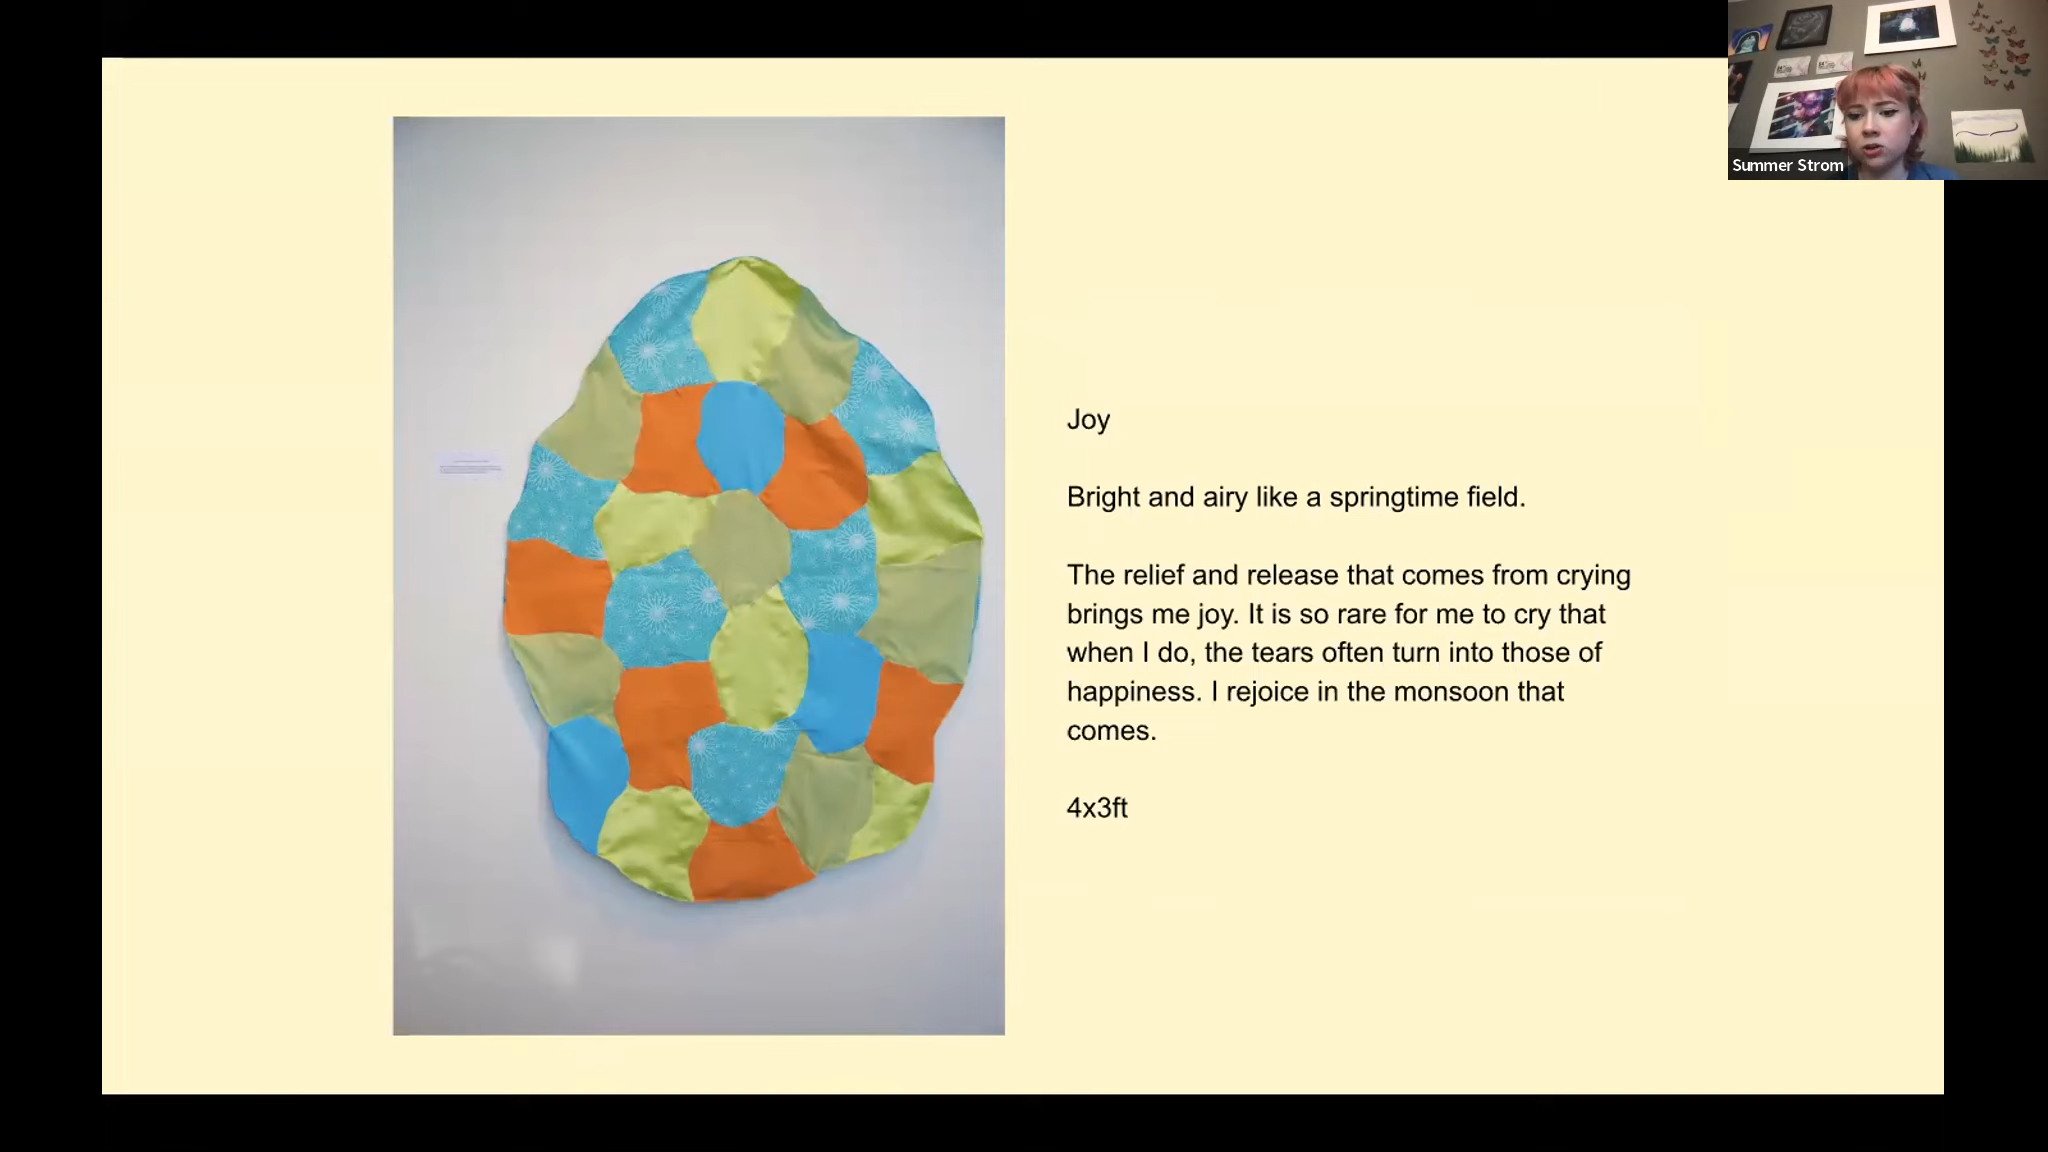 Summer Strom
Joy
Bright and airy like a springtime field.
The relief and release that comes from crying
brings me joy. It is so rare for me to cry that
when I do, the tears often turn into those of
happiness. I rejoice in the monsoon that
comes.
4x3ft